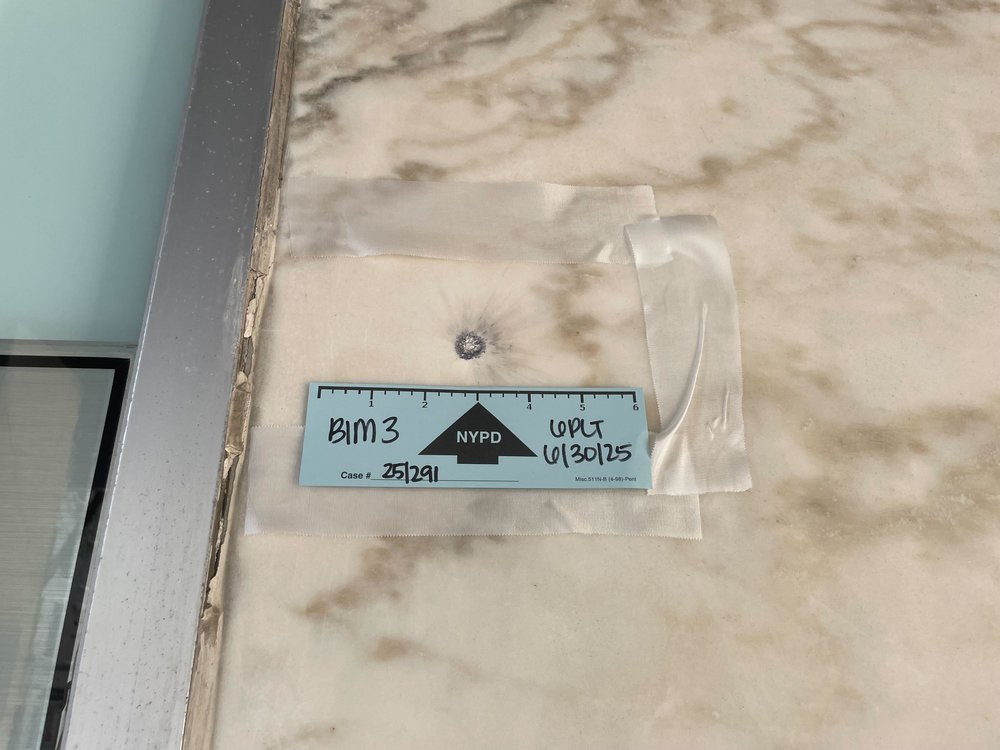 1 2 4 5 6
BIM3
NYPD
6PLT
6/30/25
Case # 25/291
Misc.511N-B (4-98)-Pent